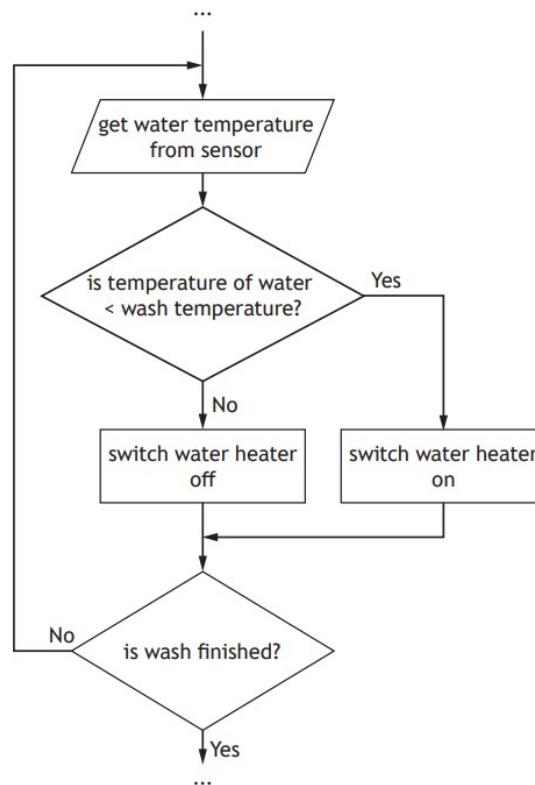 ...
get water temperature
from sensor
is temperature of water
< wash temperature?
Yes
No
switch water heater
off
switch water heater
on
is wash finished?
No
Yes
...